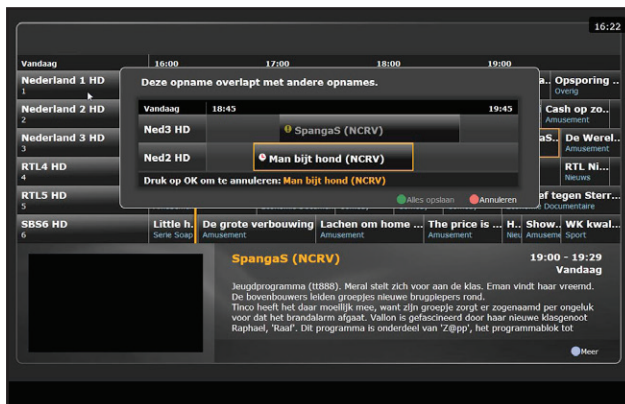 16:22
Vandaag 16:00 17:00 18:00 19:00
Nederland 1 HD
1
a.. Opsporing ..
Overig
Deze opname overlapt met andere opnames.
Vandaag 18:45 19:45
Ned3 HD SpangaS (NCRV)
Ned2 HD Man bijt hond (NCRV)
Druk op OK om te annuleren: Man bijt hond (NCRV)
Alles opslaan Annuleren
Nederland 2 HD
2
Cash op zo..
Amusement
Nederland 3 HD
3
aS.. De Werel..
Amusement
RTL4 HD
4
RTL Ni...
Nieuws
RTL5 HD
5
ef tegen Sterr...
Documentaire
SBS6 HD Little h. De grote verbouwing Lachen om home ... The price is ... H.. Show.. WK kwal...
6 Serie Soap Amusement Amusement Amusement Nieu Amuseme Sport
SpangaS (NCRV) 19:00 - 19:29
Vandaag
Jeugdprogramma (tt888). Meral stelt zich voor aan de klas. Eman vindt haar vreemd.
De bovenbouwers leiden groepjes nieuwe brugpiepers rond.
Tinco heeft het daar moeilijk mee, want zijn groepje zorgt er zogenaamd per ongeluk
voor dat het brandalarm afgaat. Vallon is gefascineerd door haar nieuwe klasgenoot
Raphael, 'Raaf'. Dit programma is onderdeel van 'Z@pp', het programmablok tot
Meer